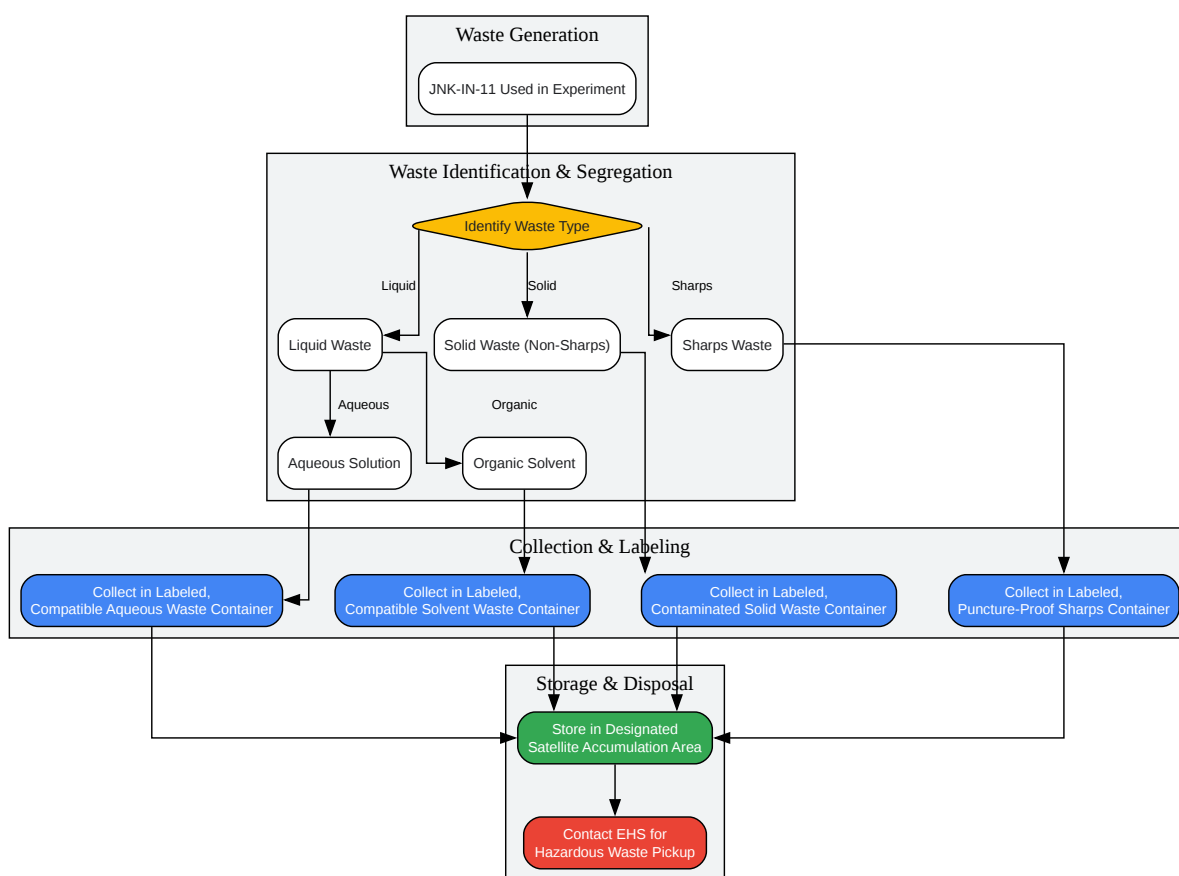 Waste Generation
JNK-IN-11 Used in Experiment
Waste Identification & Segregation
Identify Waste Type
Liquid
Solid
Sharps
Liquid Waste
Solid Waste (Non-Sharps)
Sharps Waste
Aqueous
Organic
Aqueous Solution
Organic Solvent
Collection & Labeling
Collect in Labeled,
Compatible Aqueous Waste Container
Collect in Labeled,
Compatible Solvent Waste Container
Collect in Labeled,
Contaminated Solid Waste Container
Collect in Labeled,
Puncture-Proof Sharps Container
Storage & Disposal
Store in Designated
Satellite Accumulation Area
Contact EHS for
Hazardous Waste Pickup